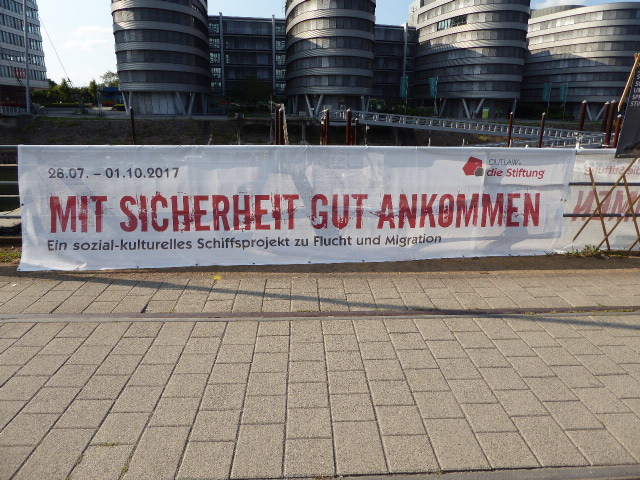 28.07. – 01.10.2017
OUTLAW.
die Stiftung
MIT SICHERHEIT GUT ANKOMMEN
Ein sozial-kulturelles Schiffsprojekt zu Flucht und Migration